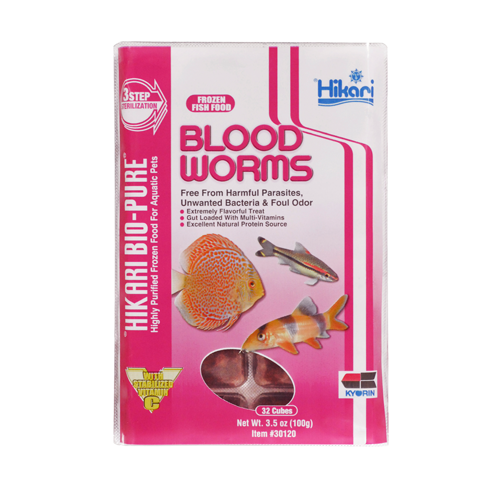 3 STEP
STERILIZATION
"HIKARI BIO-PURE"
Highly Purified Frozen Food For Aquatic Pets
WITH
STABILIZED
VITAMIN
C
FROZEN
FISH FOOD
"Hikari"
BLOOD
WORMS
Free From Harmful Parasites,
Unwanted Bacteria & Foul Odor
• Extremely Flavorful Treat
• Gut Loaded With Multi-Vitamins
• Excellent Natural Protein Source
KYORIN
32 Cubes
Net Wt. 3.5 oz (100g)
Item #30120